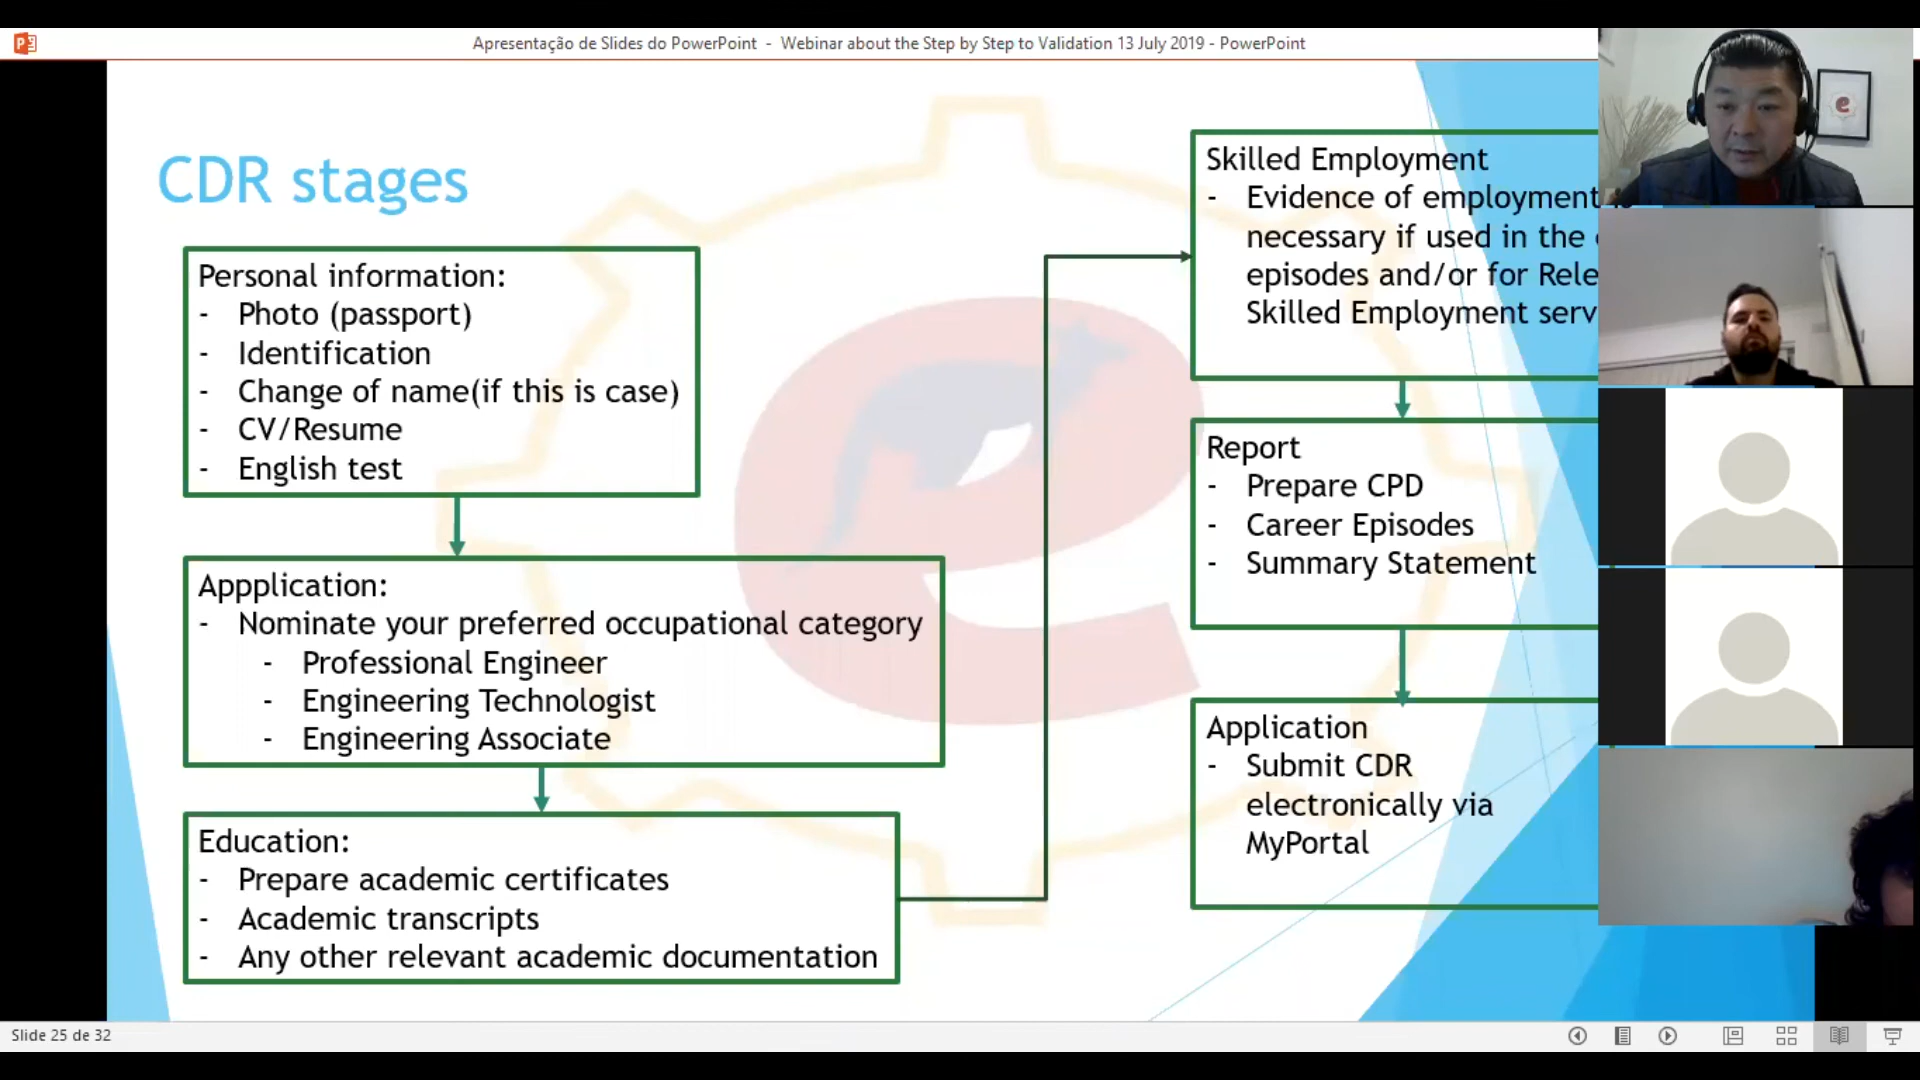 Apresentação de Slides do PowerPoint - Webinar about the Step by Step to Validation 13 July 2019 - PowerPoint
CDR stages
Personal information:
- Photo (passport)
- Identification
- Change of name(if this is case)
- CV/Resume
- English test
Appplication:
- Nominate your preferred occupational category
- Professional Engineer
- Engineering Technologist
- Engineering Associate
Education:
- Prepare academic certificates
- Academic transcripts
- Any other relevant academic documentation
Skilled Employment
- Evidence of employment
necessary if used in the
episodes and/or for
Skilled Employment
Report
- Prepare CPD
- Career Episodes
- Summary Statement
Application
- Submit CDR
electronically via
MyPortal
Slide 25 de 32